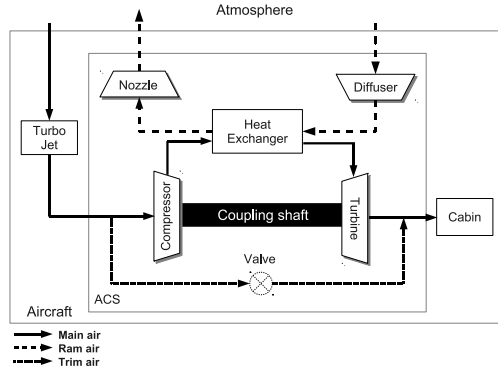 Atmosphere
Nozzle
Diffuser
Turbo
Jet
Heat
Exchanger
Compressor
Coupling shaft
Turbine
Cabin
Valve
ACS
Aircraft
Main air
Ram air
Trim air